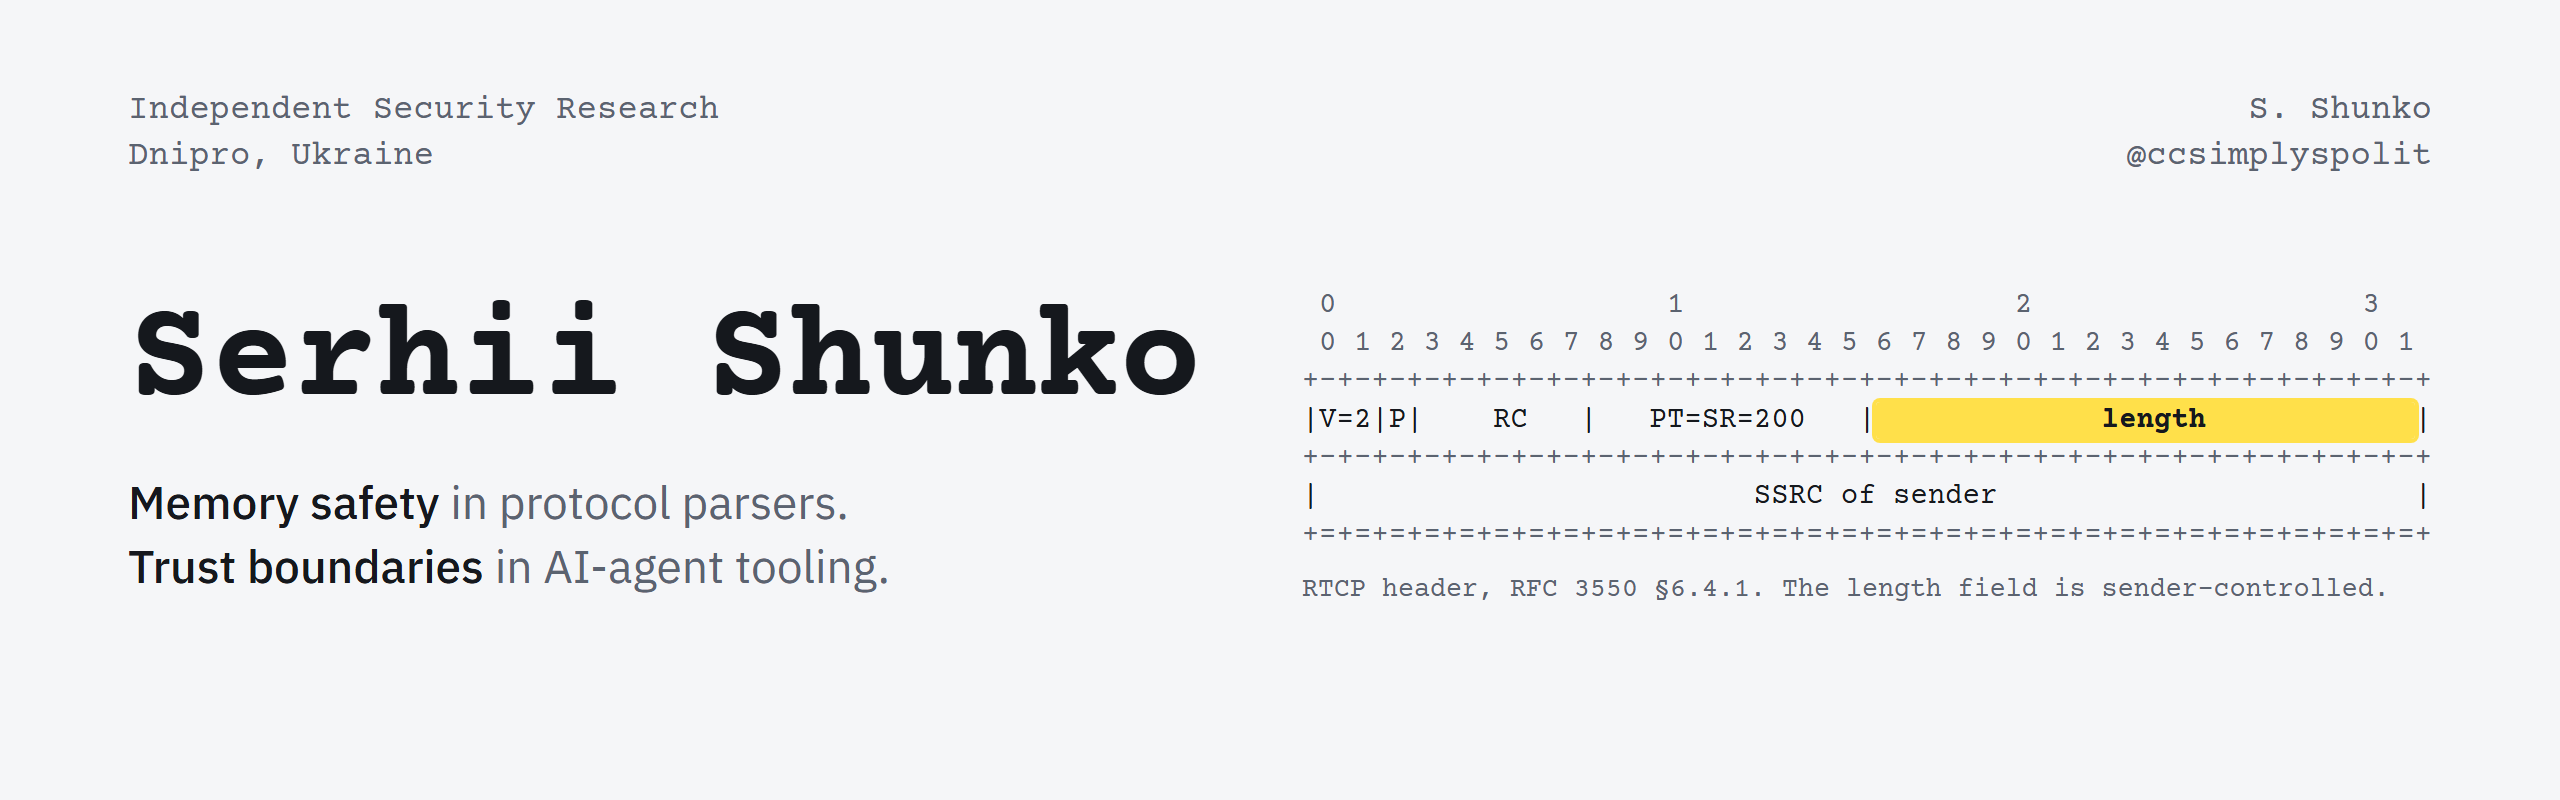 Independent Security Research
Dnipro, Ukraine
S. Shunko
@ccsimplyspolit
Serhii Shunko
Memory safety in protocol parsers.
Trust boundaries in AI-agent tooling.
 0                   1                   2                   3
 0 1 2 3 4 5 6 7 8 9 0 1 2 3 4 5 6 7 8 9 0 1 2 3 4 5 6 7 8 9 0 1
+-+-+-+-+-+-+-+-+-+-+-+-+-+-+-+-+-+-+-+-+-+-+-+-+-+-+-+-+-+-+-+-+
|V=2|P|    RC   |   PT=SR=200   |             length            |
+-+-+-+-+-+-+-+-+-+-+-+-+-+-+-+-+-+-+-+-+-+-+-+-+-+-+-+-+-+-+-+-+
|                         SSRC of sender                        |
+=+=+=+=+=+=+=+=+=+=+=+=+=+=+=+=+=+=+=+=+=+=+=+=+=+=+=+=+=+=+=+=+
RTCP header, RFC 3550 §6.4.1. The length field is sender-controlled.